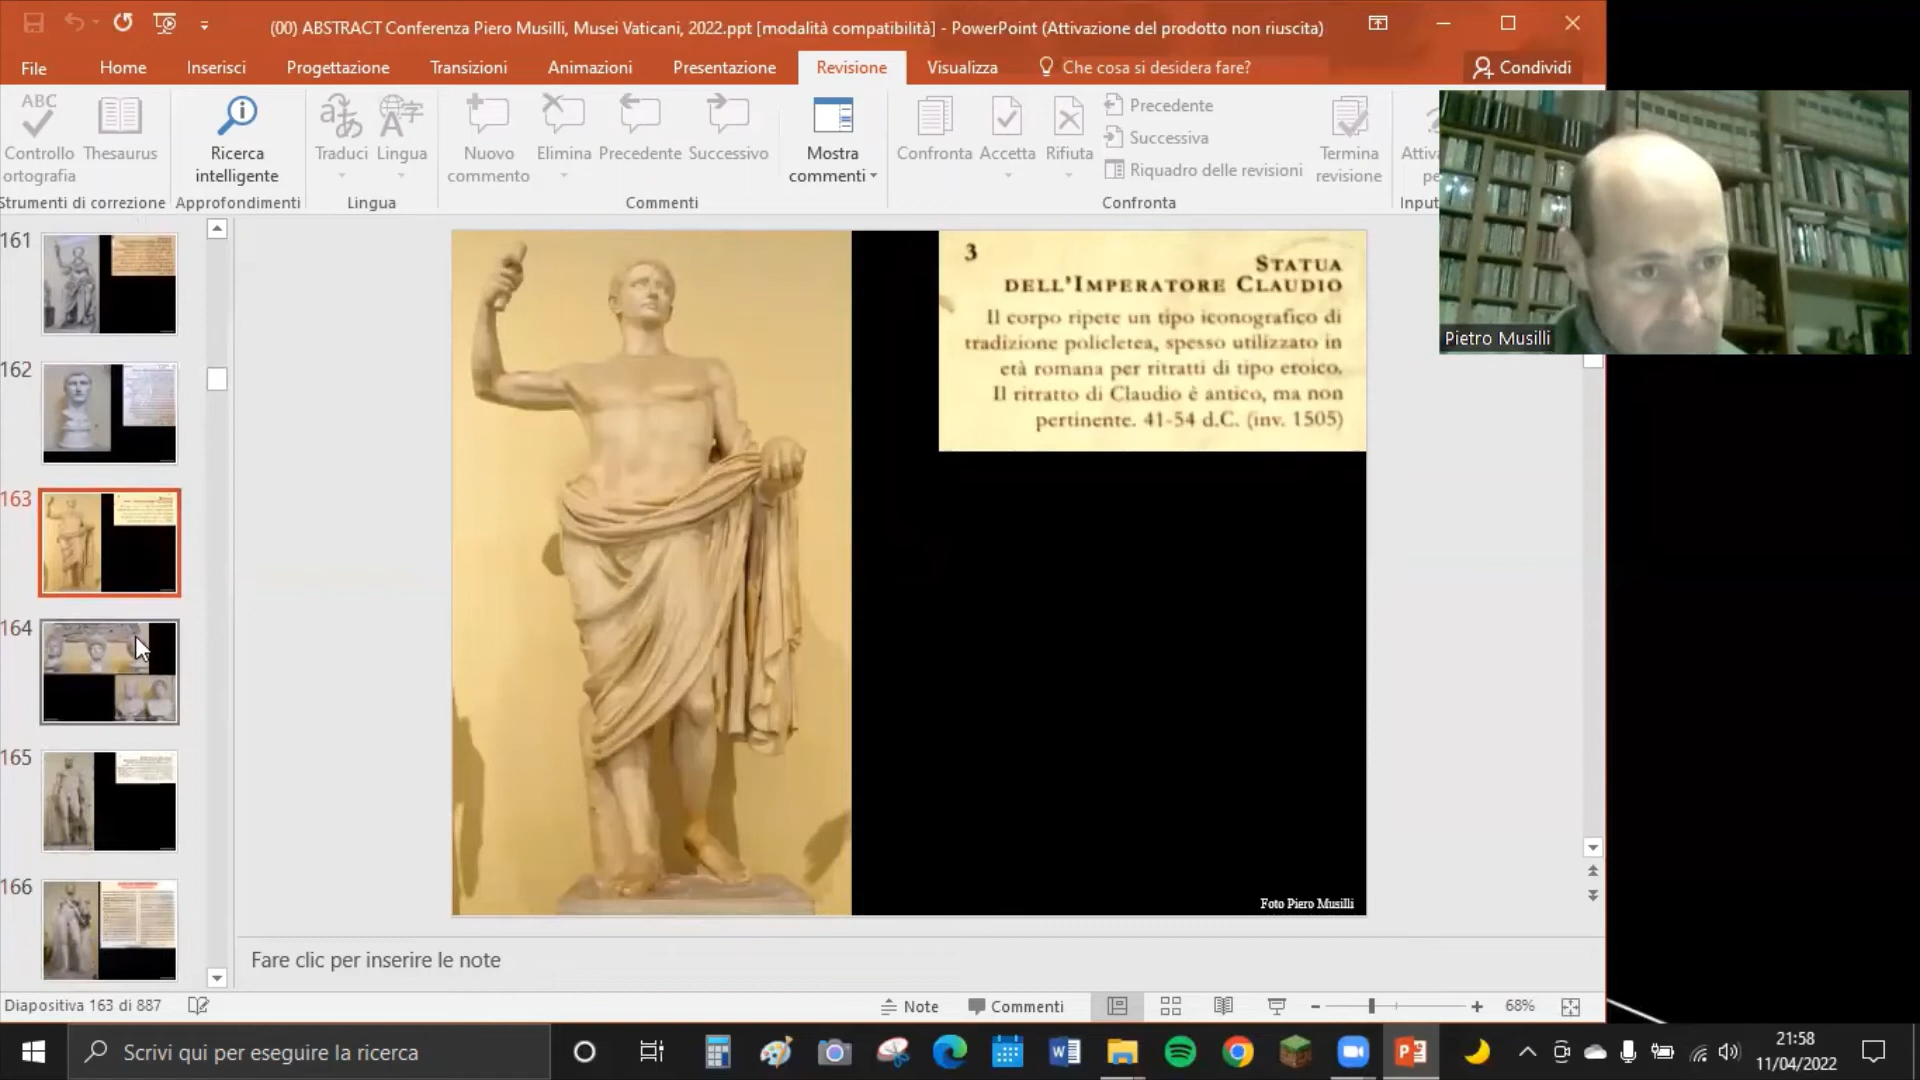 (00) ABSTRACT Conferenza Piero Musilli, Musei Vaticani, 2022.ppt [modalità compatibilità] - PowerPoint (Attivazione del prodotto non riuscita)
File Home Inserisci Progettazione Transizioni Animazioni Presentazione Revisione Visualizza Che cosa si desidera fare? Condividi
ABC
Controllo ortografia
Thesaurus
Ricerca intelligente
Traduci
Lingua
Nuovo commento
Elimina
Precedente
Successivo
Mostra commenti
Confronta
Accetta
Rifiuta
Precedente
Successiva
Riquadro delle revisioni
Termina revisione
Strumenti di correzione Approfondimenti Lingua Commenti Confronta
Pietro Musilli
161
162
163
164
165
166
3
STATUA
DELL'IMPERATORE CLAUDIO
Il corpo ripete un tipo iconografico di
tradizione policletea, spesso utilizzato in
età romana per ritratti di tipo eroico.
Il ritratto di Claudio è antico, ma non
pertinente. 41-54 d.C. (inv. 1505)
Foto Piero Musilli
Fare clic per inserire le note
Diapositiva 163 di 887 Note Commenti 68%
Scrivi qui per eseguire la ricerca
21:58
11/04/2022